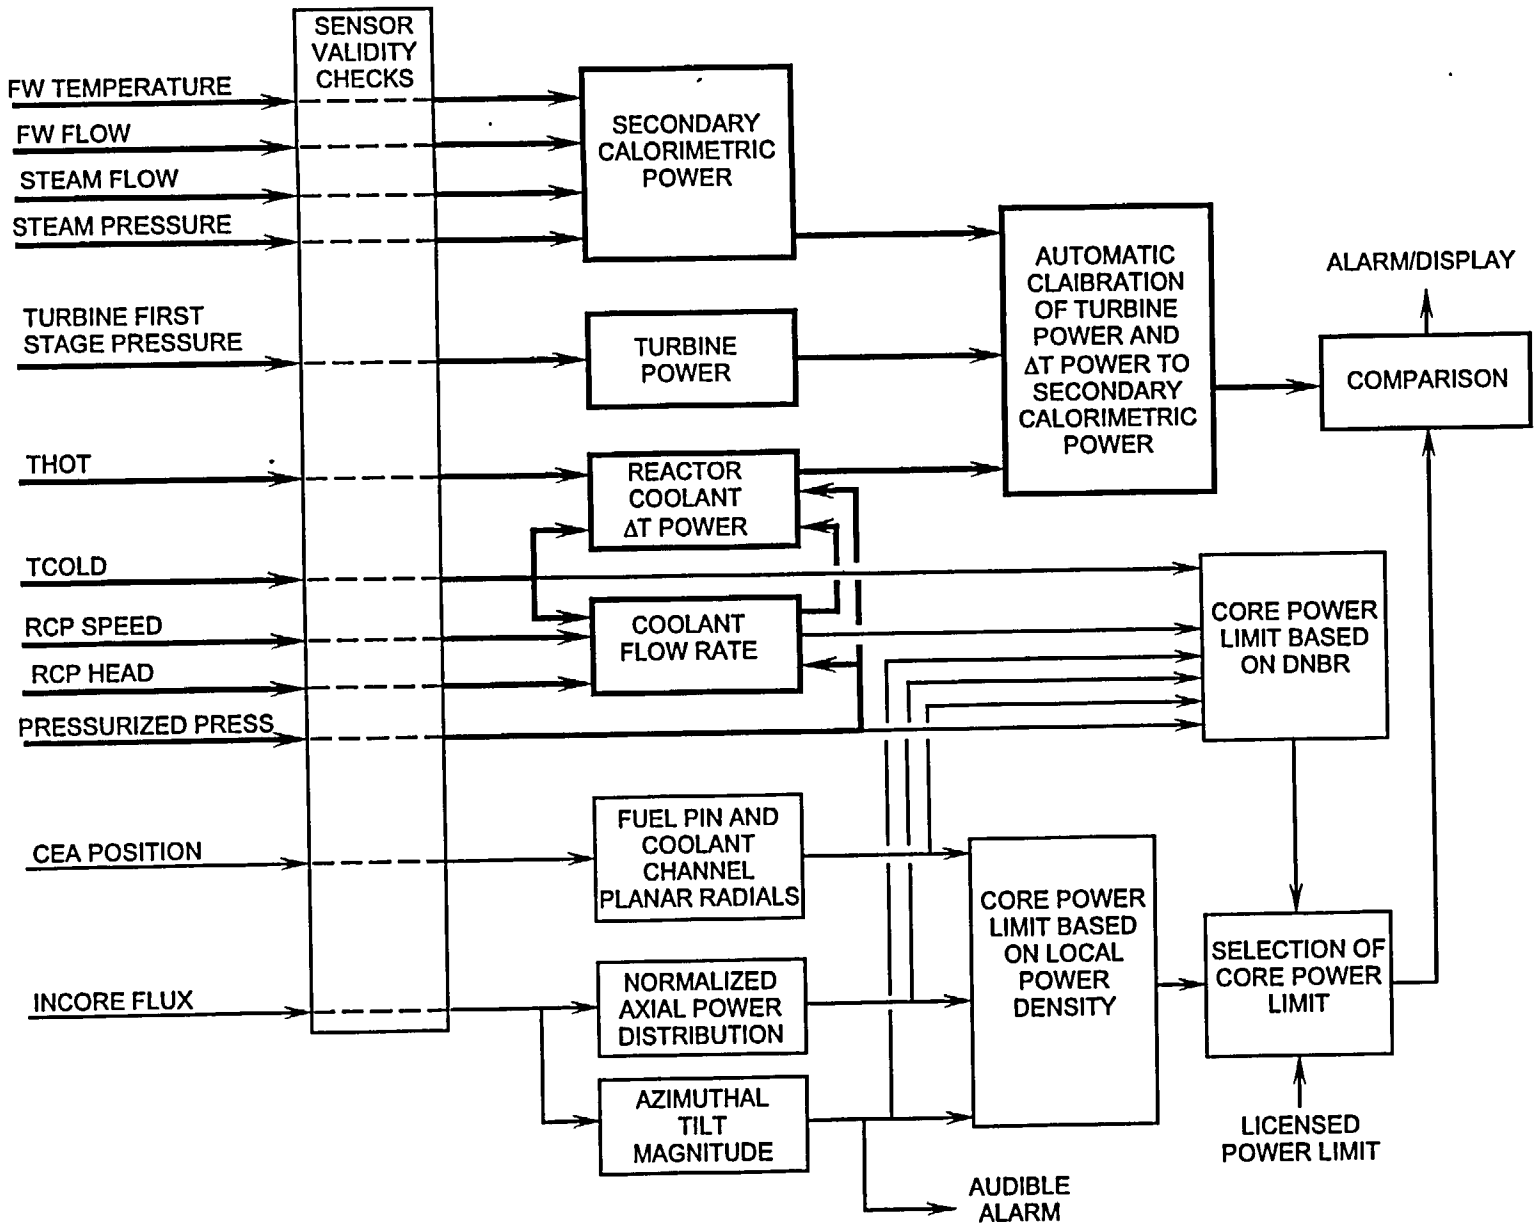 SENSOR
VALIDITY
CHECKS
FW TEMPERATURE
FW FLOW
STEAM FLOW
STEAM PRESSURE
TURBINE FIRST
STAGE PRESSURE
THOT
TCOLD
RCP SPEED
RCP HEAD
PRESSURIZED PRESS
CEA POSITION
INCORE FLUX
SECONDARY
CALORIMETRIC
POWER
TURBINE
POWER
REACTOR
COOLANT
ΔT POWER
COOLANT
FLOW RATE
FUEL PIN AND
COOLANT
CHANNEL
PLANAR RADIALS
NORMALIZED
AXIAL POWER
DISTRIBUTION
AZIMUTHAL
TILT
MAGNITUDE
AUTOMATIC
CLAIBRATION
OF TURBINE
POWER AND
ΔT POWER TO
SECONDARY
CALORIMETRIC
POWER
ALARM/DISPLAY
COMPARISON
CORE POWER
LIMIT BASED
ON DNBR
CORE POWER
LIMIT BASED
ON LOCAL
POWER
DENSITY
SELECTION OF
CORE POWER
LIMIT
LICENSED
POWER LIMIT
AUDIBLE
ALARM